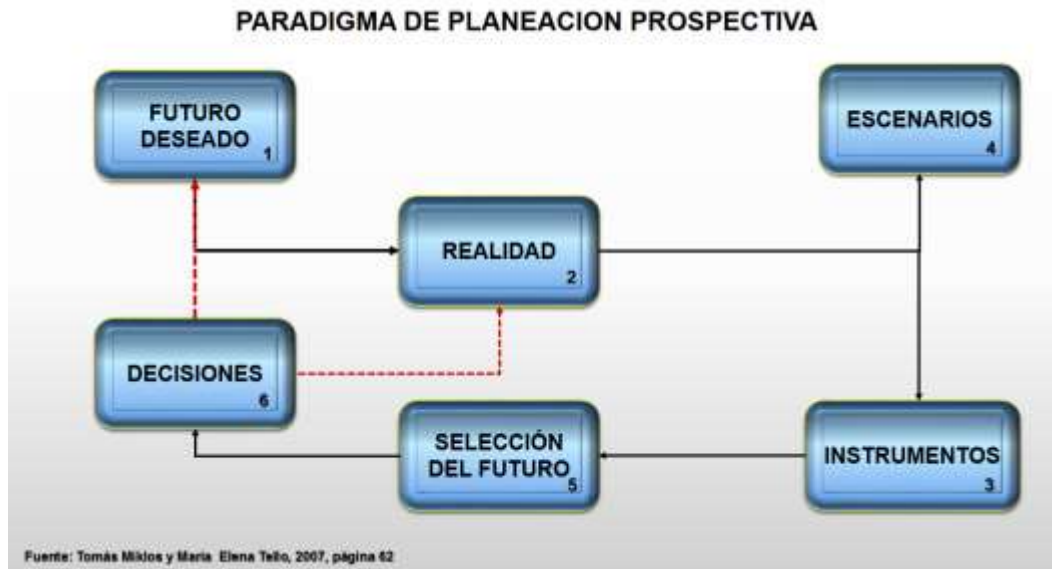 PARADIGMA DE PLANEACION PROSPECTIVA
FUTURO
DESEADO
1
ESCENARIOS
4
REALIDAD
2
DECISIONES
6
SELECCIÓN
DEL FUTURO
5
INSTRUMENTOS
3
Fuente: Tomás Miklos y María Elena Tello, 2007, página 62